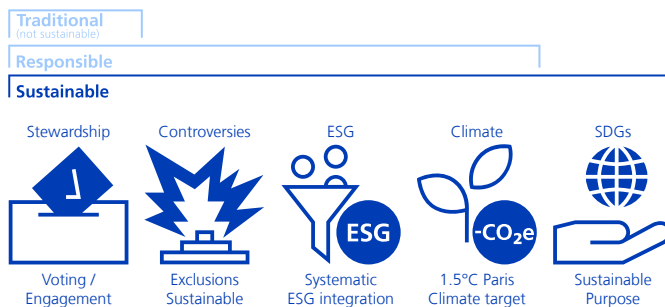 Traditional
(not sustainable)
Responsible
Sustainable
Stewardship
Controversies
ESG
Climate
SDGs
ESG
-CO₂e
Voting /
Engagement
Exclusions
Sustainable
Systematic
ESG integration
1.5°C Paris
Climate target
Sustainable
Purpose